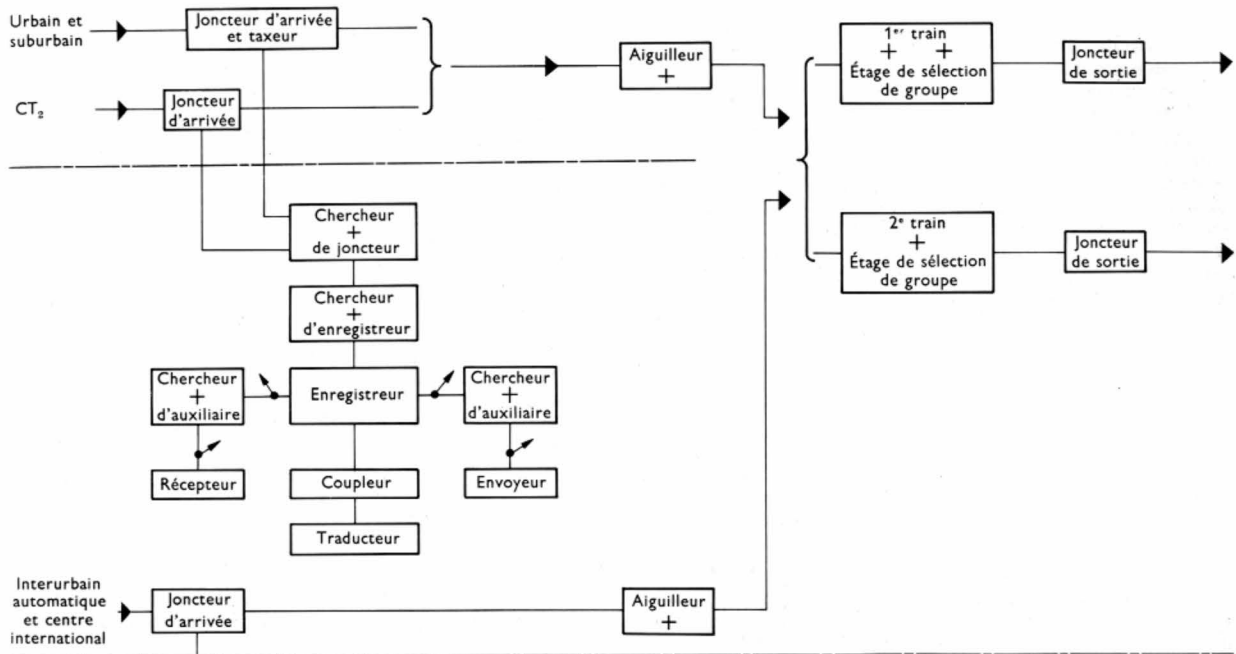 Urbain et
suburbain
Joncteur d'arrivée
et taxeur
CT₂
Joncteur
d'arrivée
Aiguilleur
+
1er train
+ +
Étage de sélection
de groupe
Joncteur
de sortie
2e train
+
Étage de sélection
de groupe
Joncteur
de sortie
Chercheur
+
de joncteur
Chercheur
+
d'enregistreur
Chercheur
+
d'auxiliaire
Enregistreur
Chercheur
+
d'auxiliaire
Récepteur
Coupleur
Envoyeur
Traducteur
Interurbain
automatique
et centre
international
Joncteur
d'arrivée
Aiguilleur
+